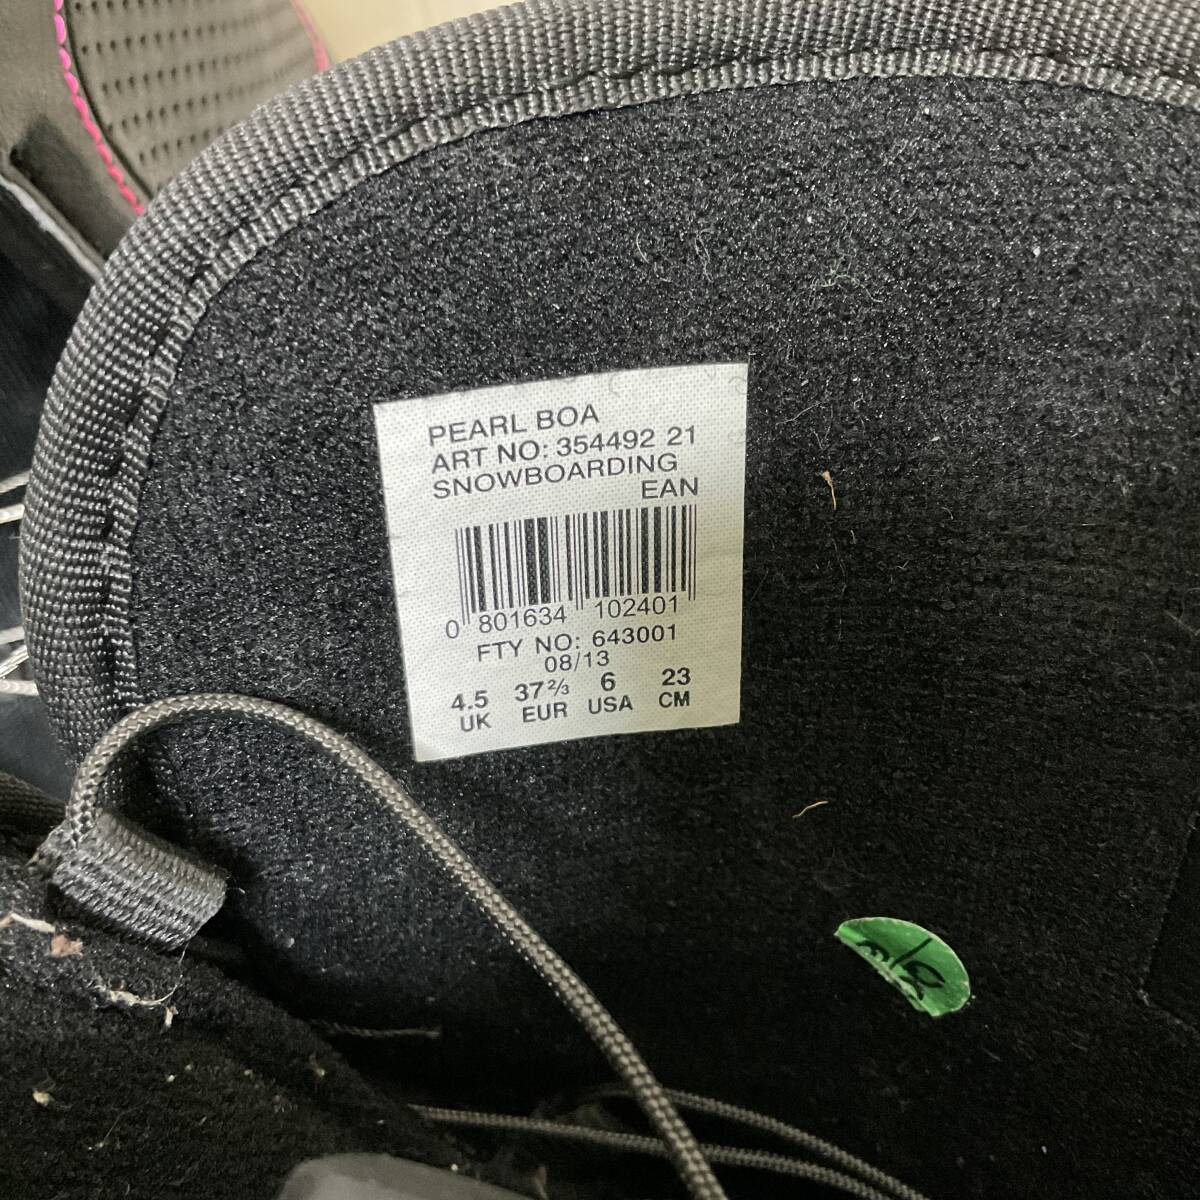 PEARL BOA
ART NO: 354492 21
SNOWBOARDING
EAN
0 801634 102401
FTY NO: 643001
08/13
4.5 37⅔ 6 23
UK EUR USA CM